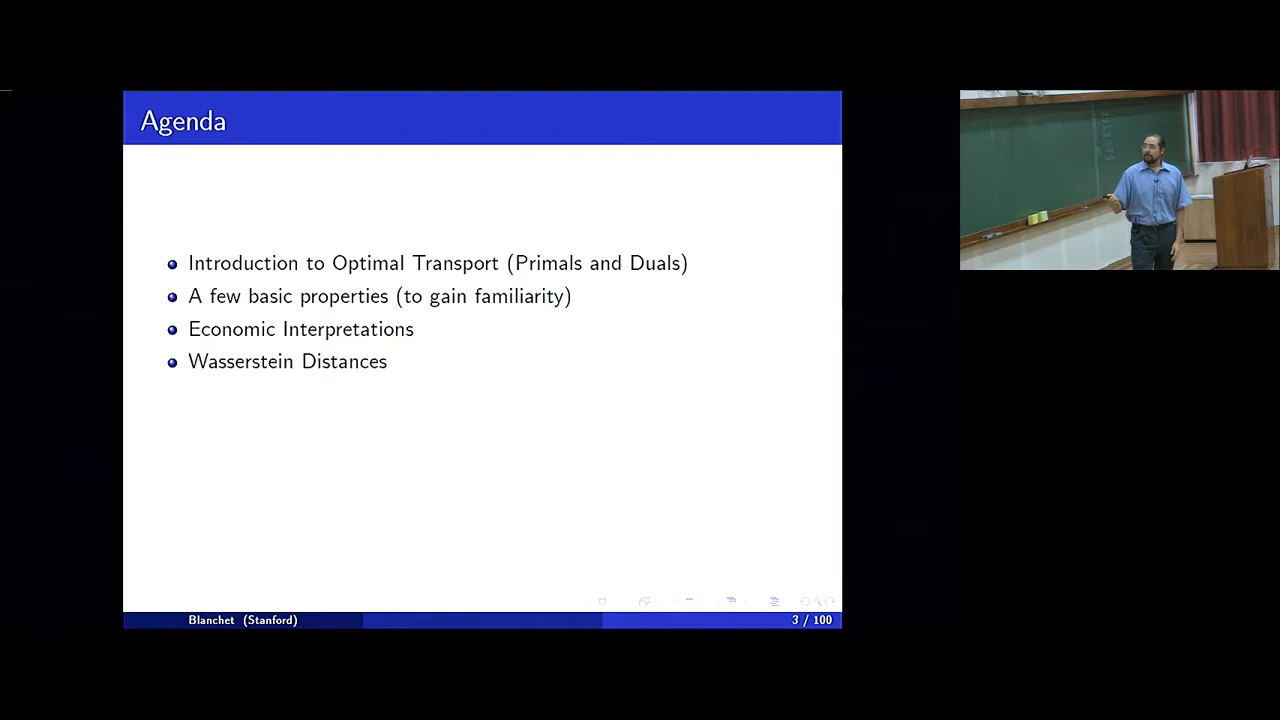 Agenda
Introduction to Optimal Transport (Primals and Duals)
A few basic properties (to gain familiarity)
Economic Interpretations
Wasserstein Distances
Blanchet (Stanford)
3 / 100